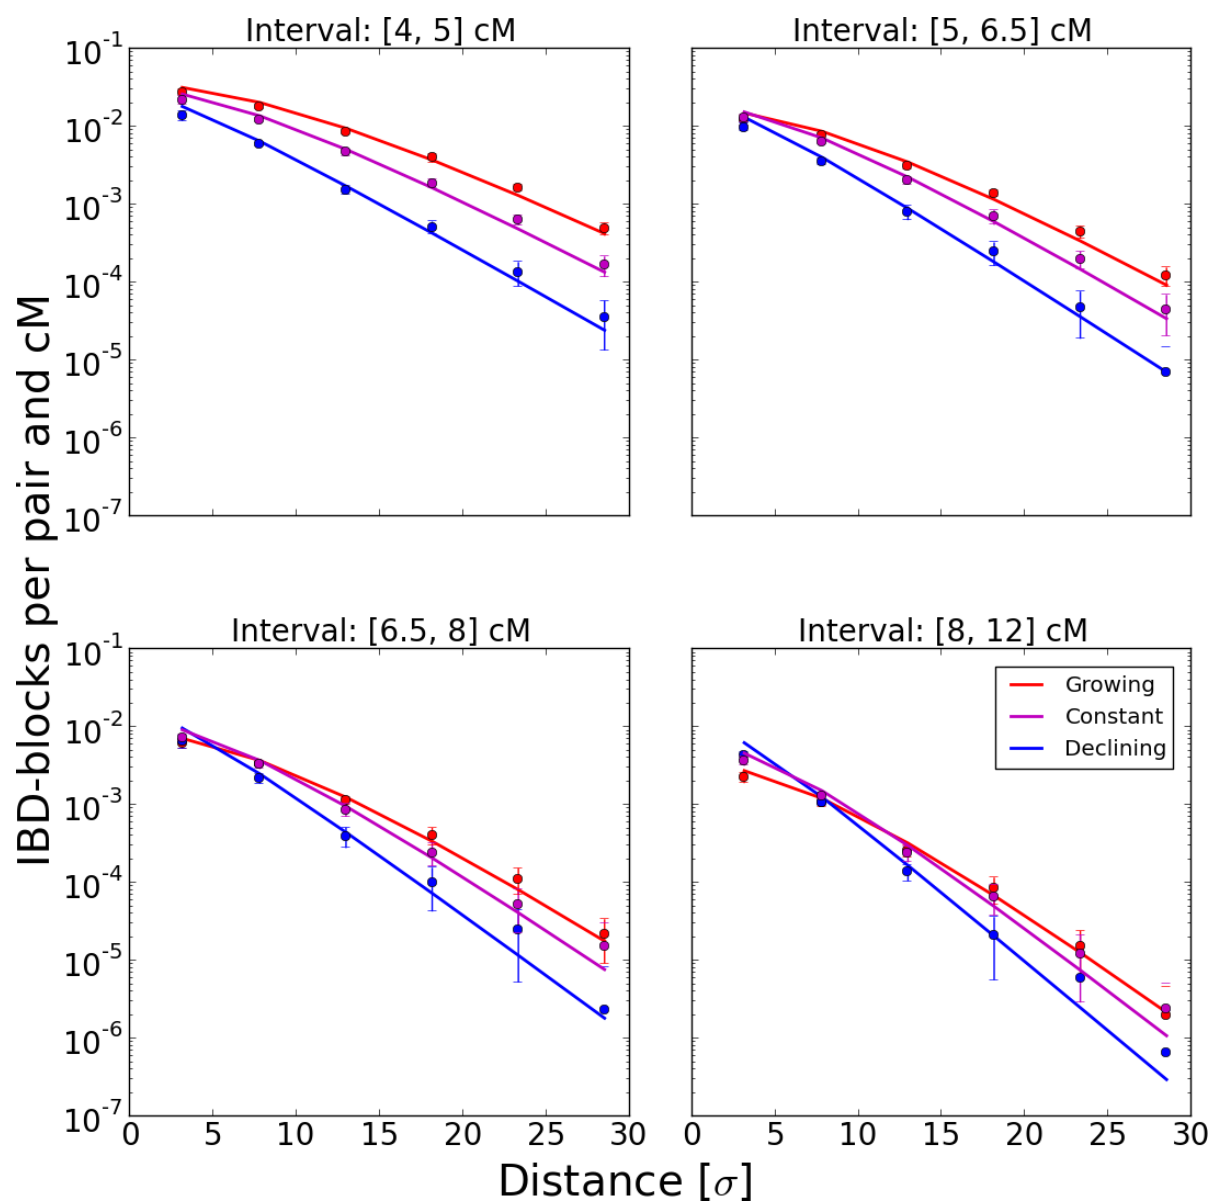 Interval: [4, 5] cM
Interval: [5, 6.5] cM
10⁻¹
10⁻²
10⁻³
10⁻⁴
10⁻⁵
10⁻⁶
10⁻⁷
IBD-blocks per pair and cM
Interval: [6.5, 8] cM
Interval: [8, 12] cM
10⁻¹
10⁻²
10⁻³
10⁻⁴
10⁻⁵
10⁻⁶
10⁻⁷
Growing
Constant
Declining
0 5 10 15 20 25 30
0 5 10 15 20 25 30
Distance [σ]